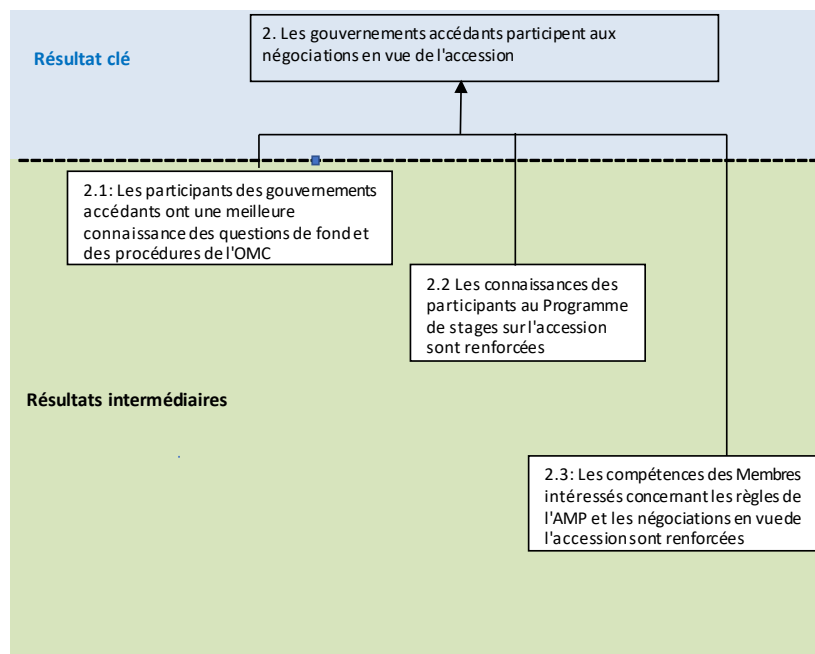 2. Les gouvernements accédants participent aux
négociations en vue de l'accession
Résultat clé
2.1: Les participants des gouvernements
accédants ont une meilleure
connaissance des questions de fond et
des procédures de l'OMC
2.2 Les connaissances des
participants au Programme
de stages sur l'accession
sont renforcées
Résultats intermédiaires
2.3: Les compétences des Membres
intéressés concernant les règles de
l'AMP et les négociations en vue de
l'accession sont renforcées